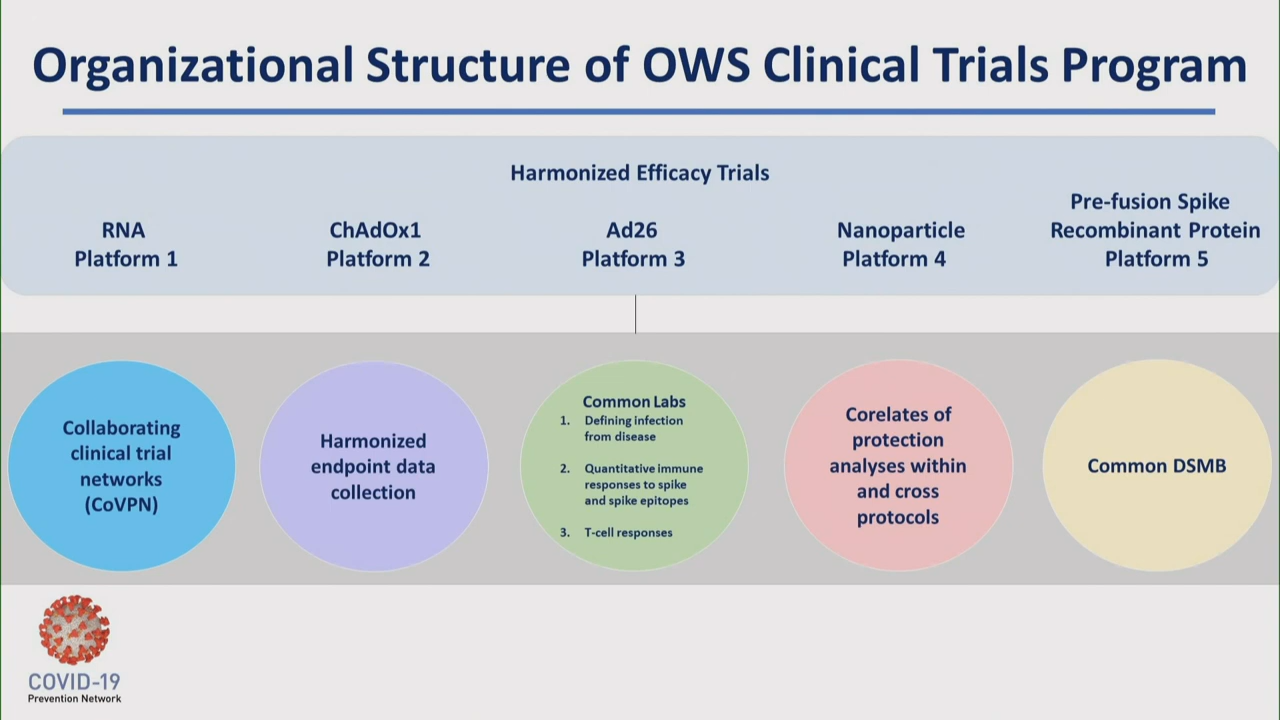 Organizational Structure of OWS Clinical Trials Program
Harmonized Efficacy Trials
RNA
Platform 1
ChAdOx1
Platform 2
Ad26
Platform 3
Nanoparticle
Platform 4
Pre-fusion Spike
Recombinant Protein
Platform 5
Collaborating
clinical trial
networks
(CoVPN)
Harmonized
endpoint data
collection
Common Labs
1. Defining infection
from disease
2. Quantitative immune
responses to spike
and spike epitopes
3. T-cell responses
Corelates of
protection
analyses within
and cross
protocols
Common DSMB
COVID-19
Prevention Network